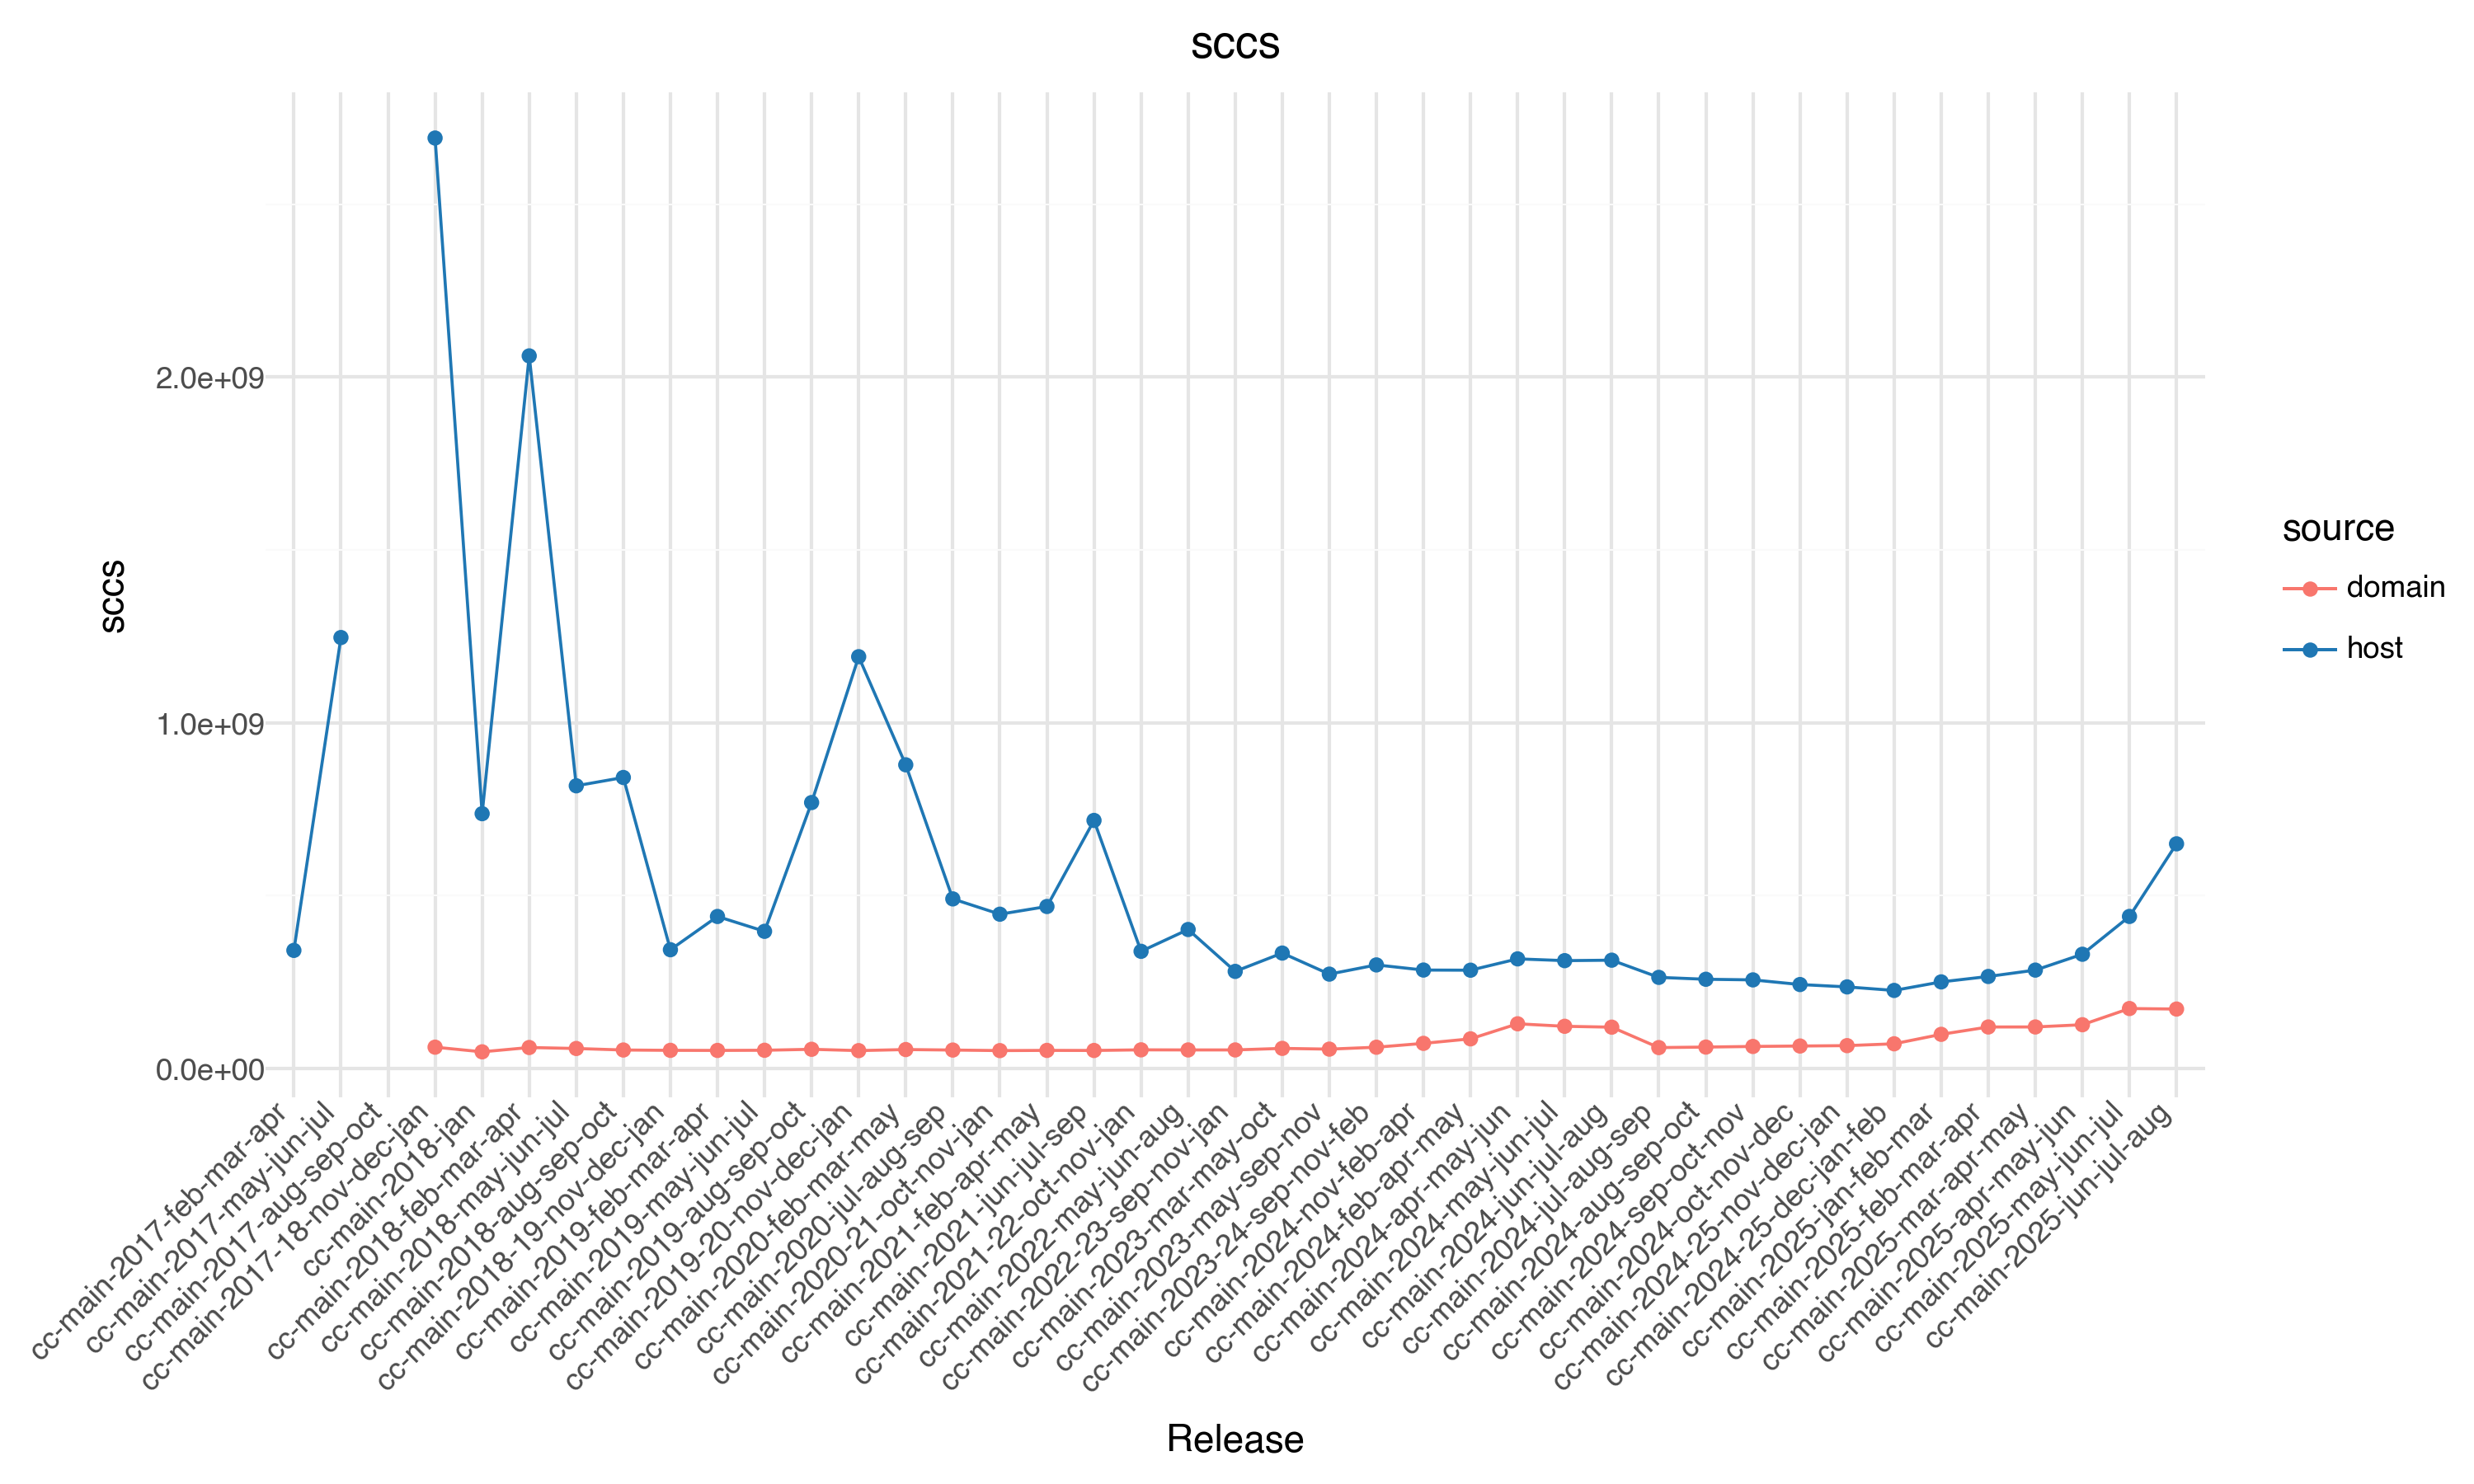 sccs
sccs
2.0e+09
1.0e+09
0.0e+00
source
domain
host
cc-main-2017-feb-mar-apr
cc-main-2017-may-jun-jul
cc-main-2017-aug-sep-oct
cc-main-2017-18-nov-dec-jan
cc-main-2018-jan
cc-main-2018-feb-mar-apr
cc-main-2018-may-jun-jul
cc-main-2018-aug-sep-oct
cc-main-2018-19-nov-dec-jan
cc-main-2019-feb-mar-apr
cc-main-2019-may-jun-jul
cc-main-2019-aug-sep-oct
cc-main-2019-20-nov-dec-jan
cc-main-2020-feb-mar-may
cc-main-2020-jul-aug-sep
cc-main-2020-21-oct-nov-jan
cc-main-2021-feb-apr-may
cc-main-2021-jun-jul-sep
cc-main-2021-22-oct-nov-jan
cc-main-2022-may-jun-aug
cc-main-2022-23-sep-nov-jan
cc-main-2023-mar-may-oct
cc-main-2023-may-sep-nov
cc-main-2023-24-sep-nov-feb
cc-main-2024-nov-feb-apr
cc-main-2024-feb-apr-may
cc-main-2024-apr-may-jun
cc-main-2024-may-jun-jul
cc-main-2024-jun-jul-aug
cc-main-2024-jul-aug-sep
cc-main-2024-aug-sep-oct
cc-main-2024-sep-oct-nov
cc-main-2024-oct-nov-dec
cc-main-2024-25-nov-dec-jan
cc-main-2024-25-dec-jan-feb
cc-main-2025-jan-feb-mar
cc-main-2025-feb-mar-apr
cc-main-2025-mar-apr-may
cc-main-2025-apr-may-jun
cc-main-2025-may-jun-jul
cc-main-2025-jun-jul-aug
Release